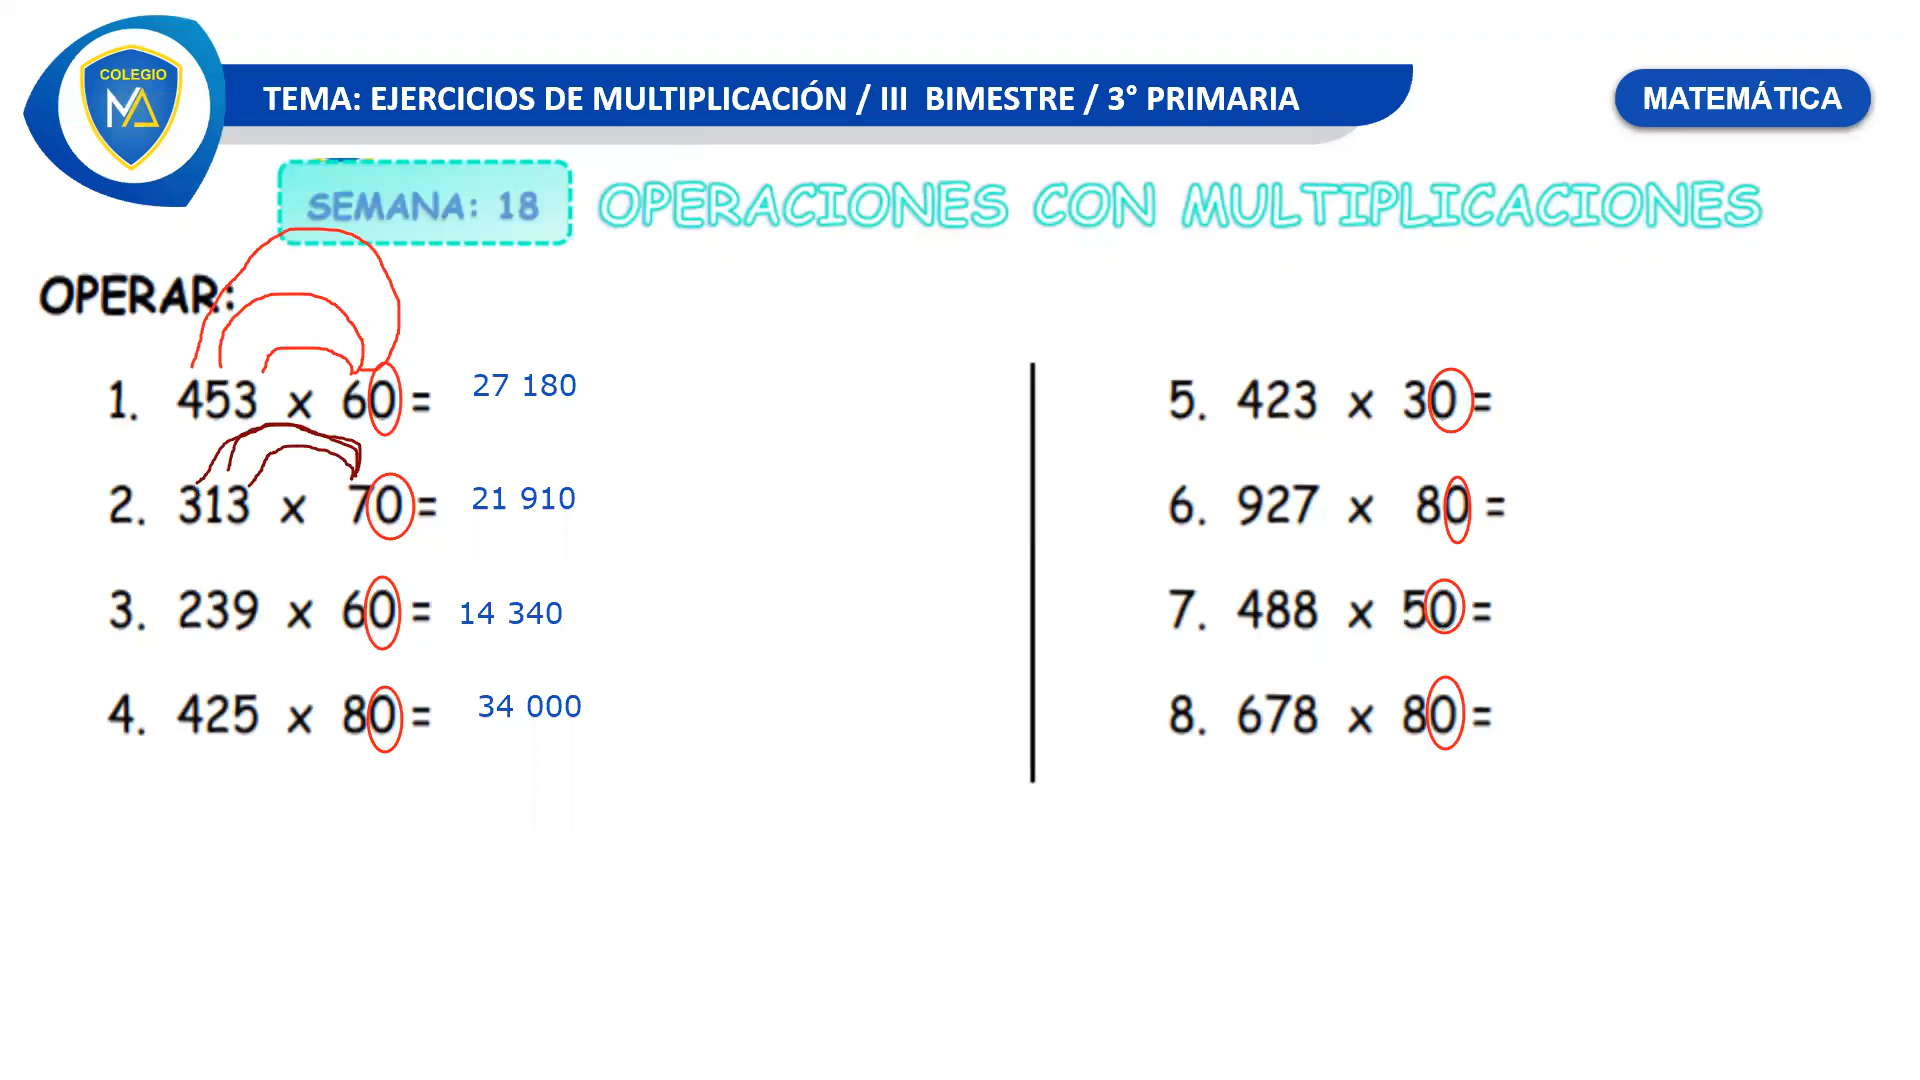 COLEGIO
MA
TEMA: EJERCICIOS DE MULTIPLICACIÓN / III BIMESTRE / 3° PRIMARIA
MATEMÁTICA
SEMANA: 18
OPERACIONES CON MULTIPLICACIONES
OPERAR:
1. 453 x 60 = 27 180
2. 313 x 70 = 21 910
3. 239 x 60 = 14 340
4. 425 x 80 = 34 000
5. 423 x 30 =
6. 927 x 80 =
7. 488 x 50 =
8. 678 x 80 =